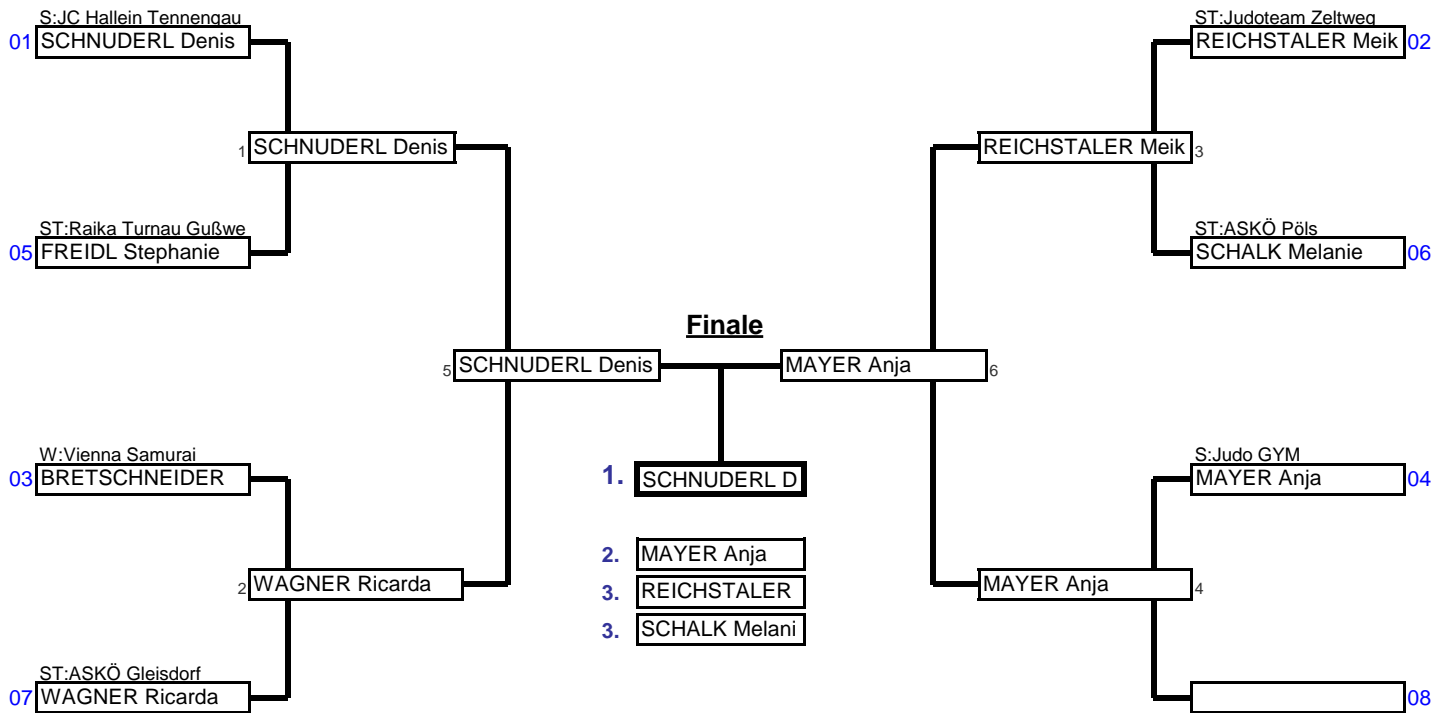 S:JC Hallein Tennengau
01 SCHNUDERL Denis
1 SCHNUDERL Denis
ST:Raika Turnau Gußwe
05 FREIDL Stephanie
5 SCHNUDERL Denis
W:Vienna Samurai
03 BRETSCHNEIDER
2 WAGNER Ricarda
ST:ASKÖ Gleisdorf
07 WAGNER Ricarda
Finale
1. SCHNUDERL D
2. MAYER Anja
3. REICHSTALER
3. SCHALK Melani
ST:Judoteam Zeltweg
REICHSTALER Meik 02
REICHSTALER Meik 3
ST:ASKÖ Pöls
SCHALK Melanie 06
MAYER Anja 6
S:Judo GYM
MAYER Anja 04
MAYER Anja 4
08